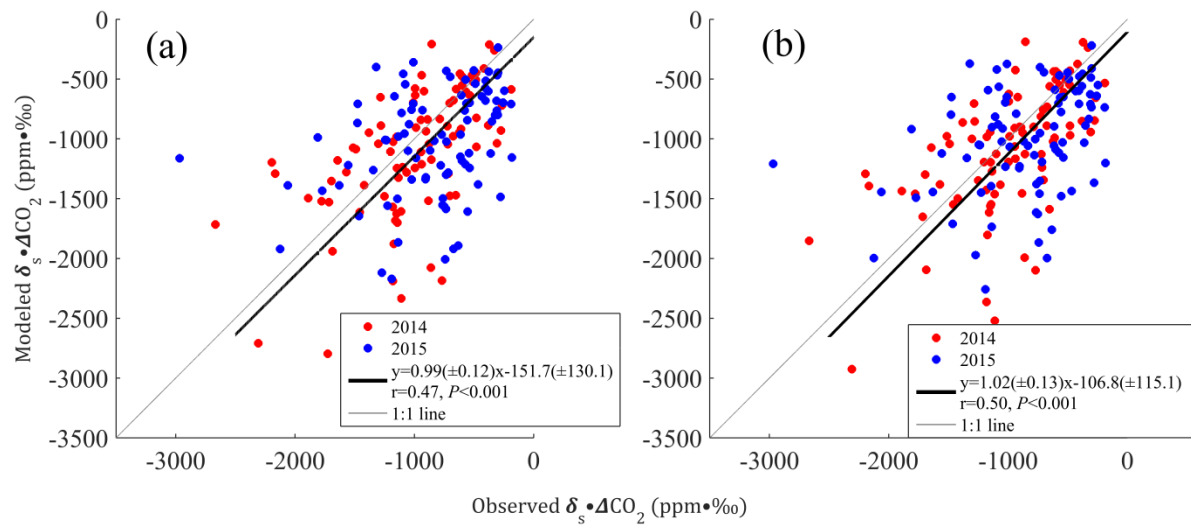 (a)
(b)
0
-500
-1000
-1500
-2000
-2500
-3000
-3500
Modeled δs•ΔCO2 (ppm•‰)
2014
2015
y=0.99(±0.12)x-151.7(±130.1)
r=0.47, P<0.001
1:1 line
-3000
-2000
-1000
0
0
-500
-1000
-1500
-2000
-2500
-3000
-3500
2014
2015
y=1.02(±0.13)x-106.8(±115.1)
r=0.50, P<0.001
1:1 line
-3000
-2000
-1000
0
Observed δs•ΔCO2 (ppm•‰)